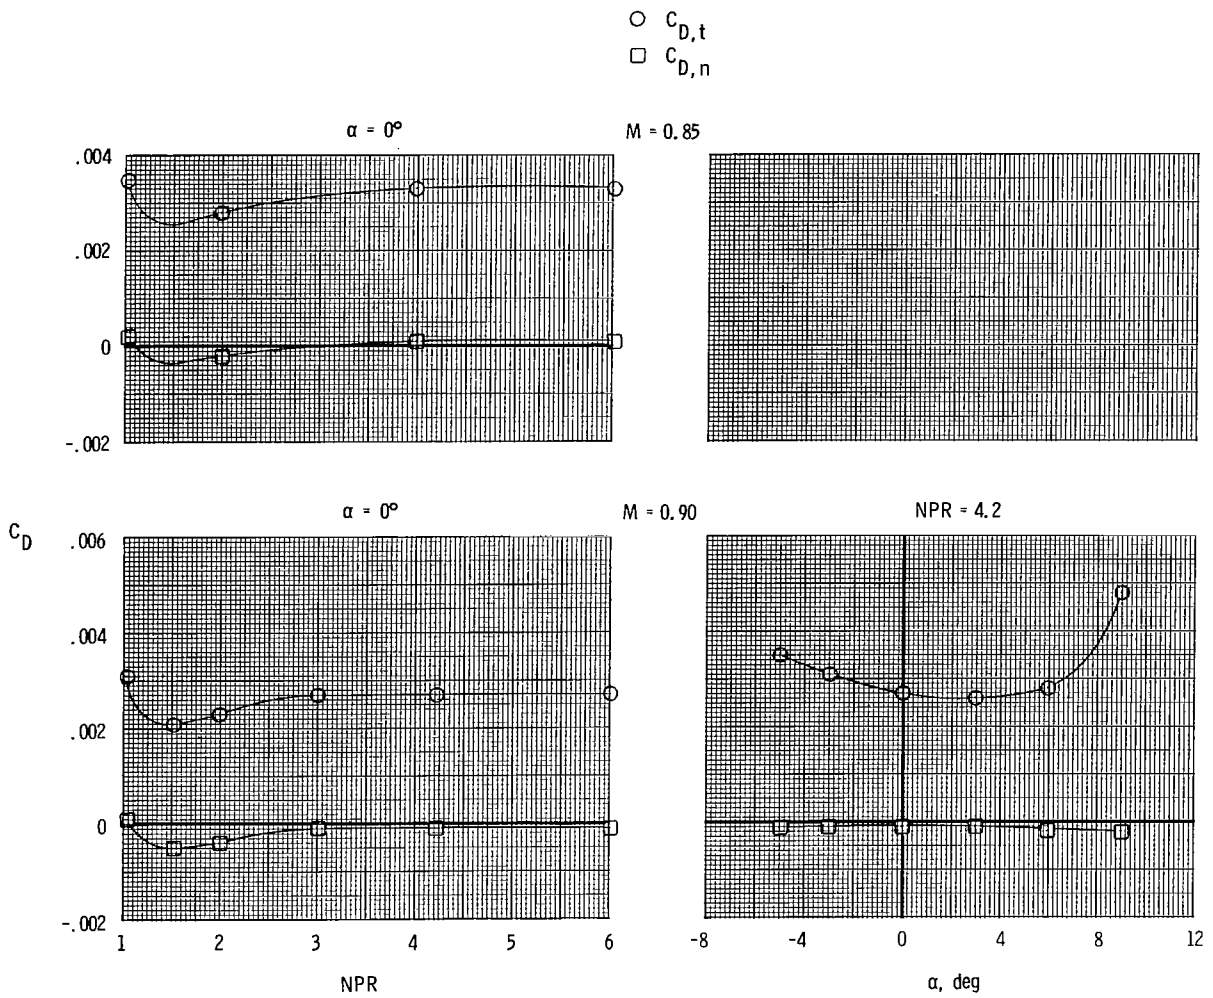 C_D,t
C_D,n
α = 0° M = 0.85
.004
.002
0
-.002
α = 0° M = 0.90 NPR = 4.2
C_D
.006
.004
.002
0
-.002
1 2 3 4 5 6
-8 -4 0 4 8 12
NPR
α, deg